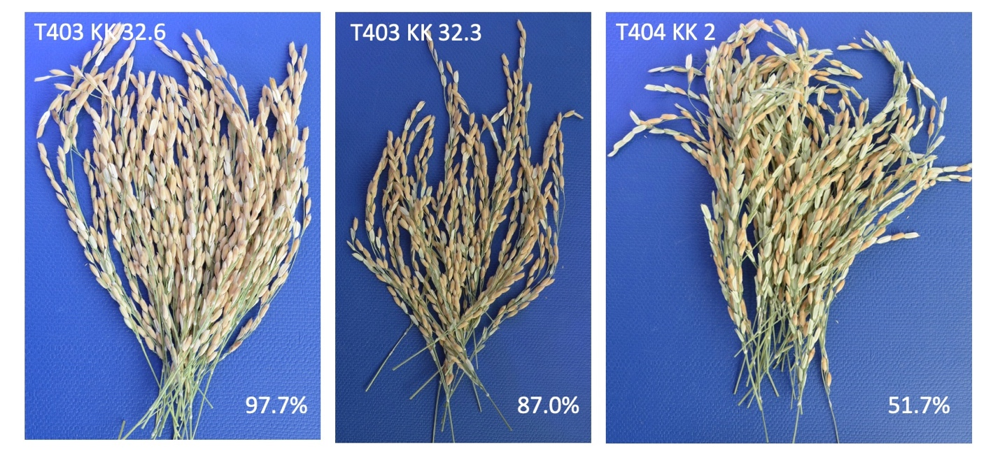 T403 KK 32.6
97.7%
T403 KK 32.3
87.0%
T404 KK 2
51.7%